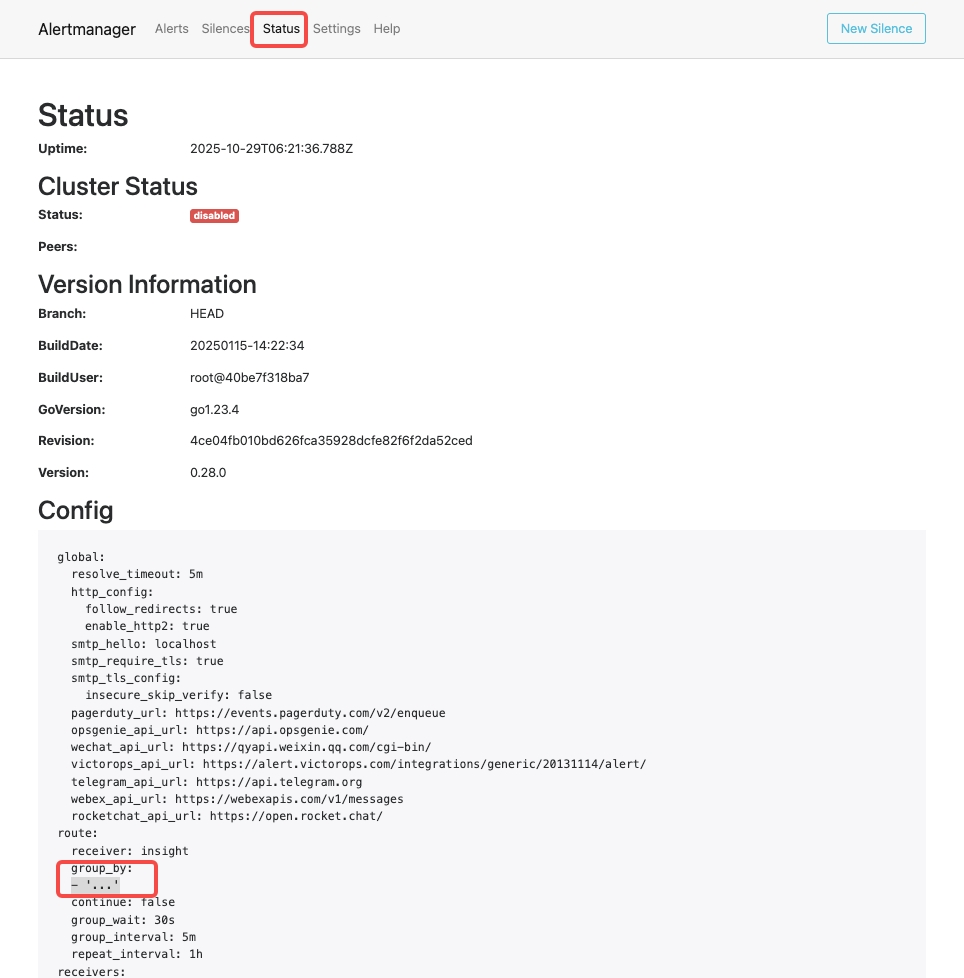 Alertmanager Alerts Silences Status Settings Help New Silence
Status
Uptime: 2025-10-29T06:21:36.788Z
Cluster Status
Status: disabled
Peers:
Version Information
Branch: HEAD
BuildDate: 20250115-14:22:34
BuildUser: root@40be7f318ba7
GoVersion: go1.23.4
Revision: 4ce04fb010bd626fca35928dcfe82f6f2da52ced
Version: 0.28.0
Config
global:
  resolve_timeout: 5m
  http_config:
    follow_redirects: true
    enable_http2: true
  smtp_hello: localhost
  smtp_require_tls: true
  smtp_tls_config:
    insecure_skip_verify: false
  pagerduty_url: https://events.pagerduty.com/v2/enqueue
  opsgenie_api_url: https://api.opsgenie.com/
  wechat_api_url: https://qyapi.weixin.qq.com/cgi-bin/
  victorops_api_url: https://alert.victorops.com/integrations/generic/20131114/alert/
  telegram_api_url: https://api.telegram.org
  webex_api_url: https://webexapis.com/v1/messages
  rocketchat_api_url: https://open.rocket.chat/
route:
  receiver: insight
  group_by:
  - '...'
  continue: false
  group_wait: 30s
  group_interval: 5m
  repeat_interval: 1h
receivers: